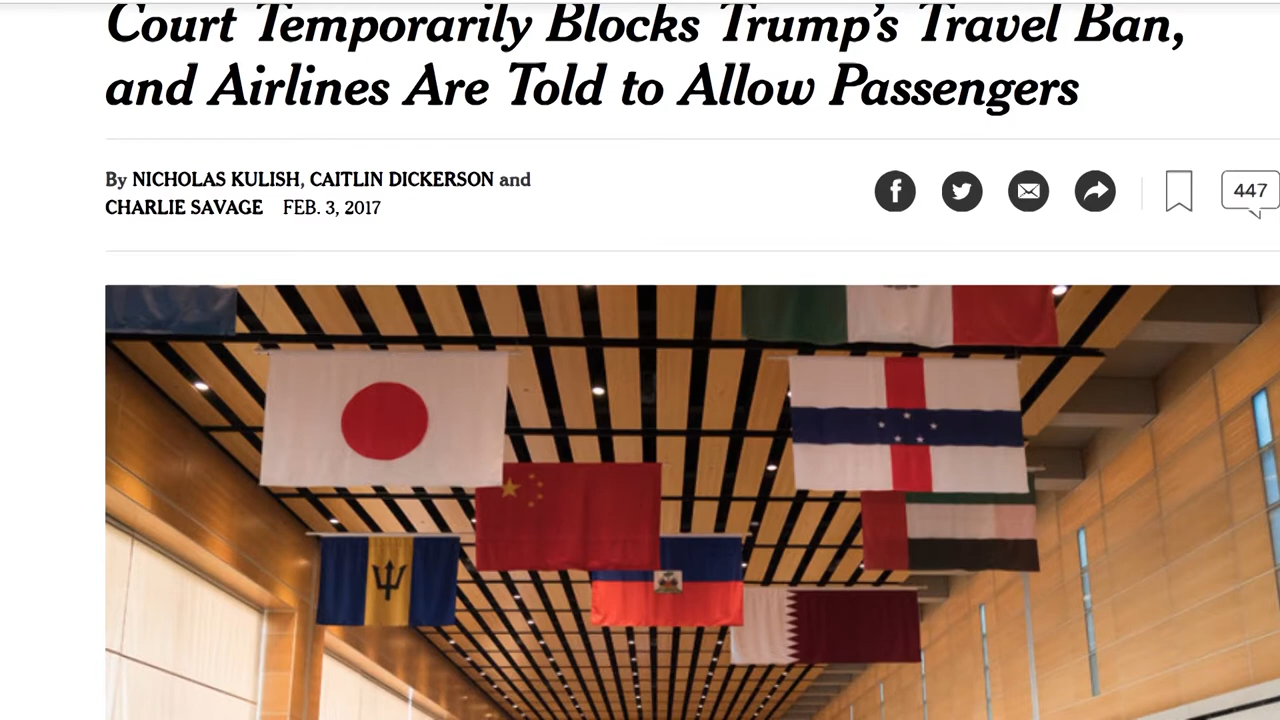 Court Temporarily Blocks Trump's Travel Ban,
and Airlines Are Told to Allow Passengers
By NICHOLAS KULISH, CAITLIN DICKERSON and
CHARLIE SAVAGE FEB. 3, 2017
447